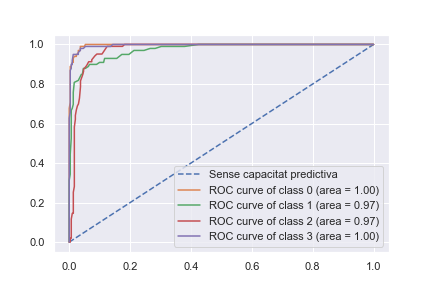 1.0
0.8
0.6
0.4
0.2
0.0
Sense capacitat predictiva
ROC curve of class 0 (area = 1.00)
ROC curve of class 1 (area = 0.97)
ROC curve of class 2 (area = 0.97)
ROC curve of class 3 (area = 1.00)
0.0 0.2 0.4 0.6 0.8 1.0